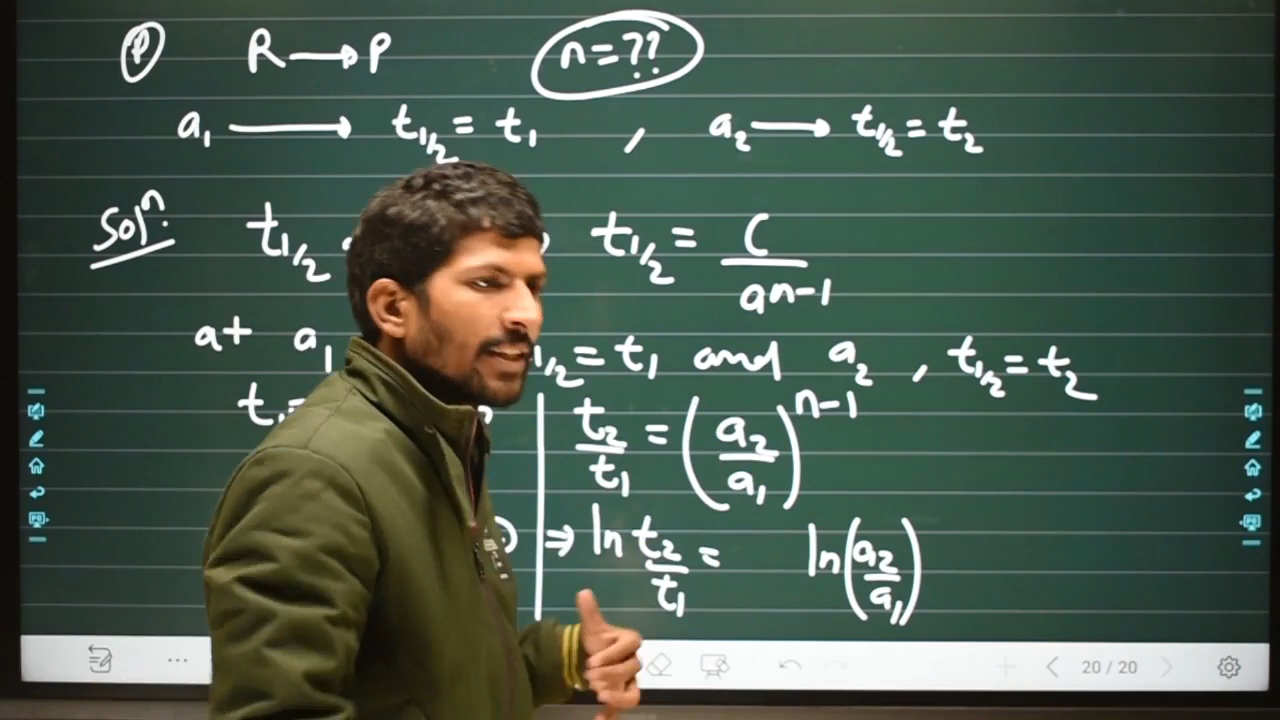 (P) R → P n = ??
a₁ → t₁/₂ = t₁ , a₂ → t₁/₂ = t₂
Solⁿ. t₁/₂ t₁/₂ = C / aⁿ⁻¹
at a₁ 1/₂ = t₁ and a₂ , t₁/₂ = t₂
t₁ = t₂/t₁ = (a₂/a₁)ⁿ⁻¹
⇒ ln t₂/t₁ = ln(a₂/a₁)
20 / 20